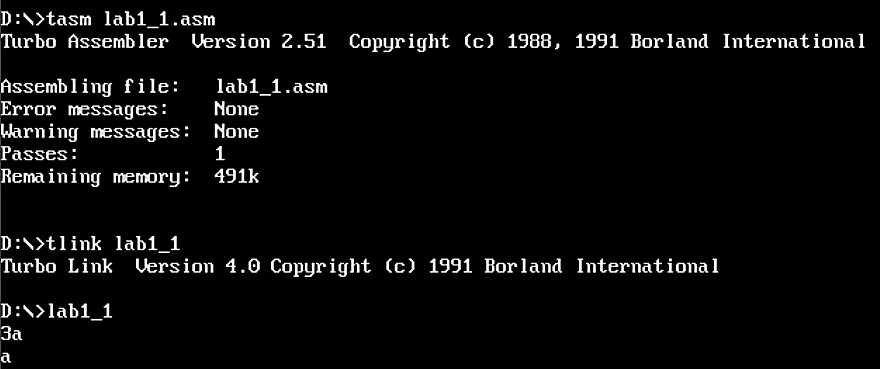 D:\>tasm lab1_1.asm
Turbo Assembler  Version 2.51  Copyright (c) 1988, 1991 Borland International
Assembling file:   lab1_1.asm
Error messages:    None
Warning messages:  None
Passes:            1
Remaining memory:  491k
D:\>tlink lab1_1
Turbo Link  Version 4.0 Copyright (c) 1991 Borland International
D:\>lab1_1
3a
a